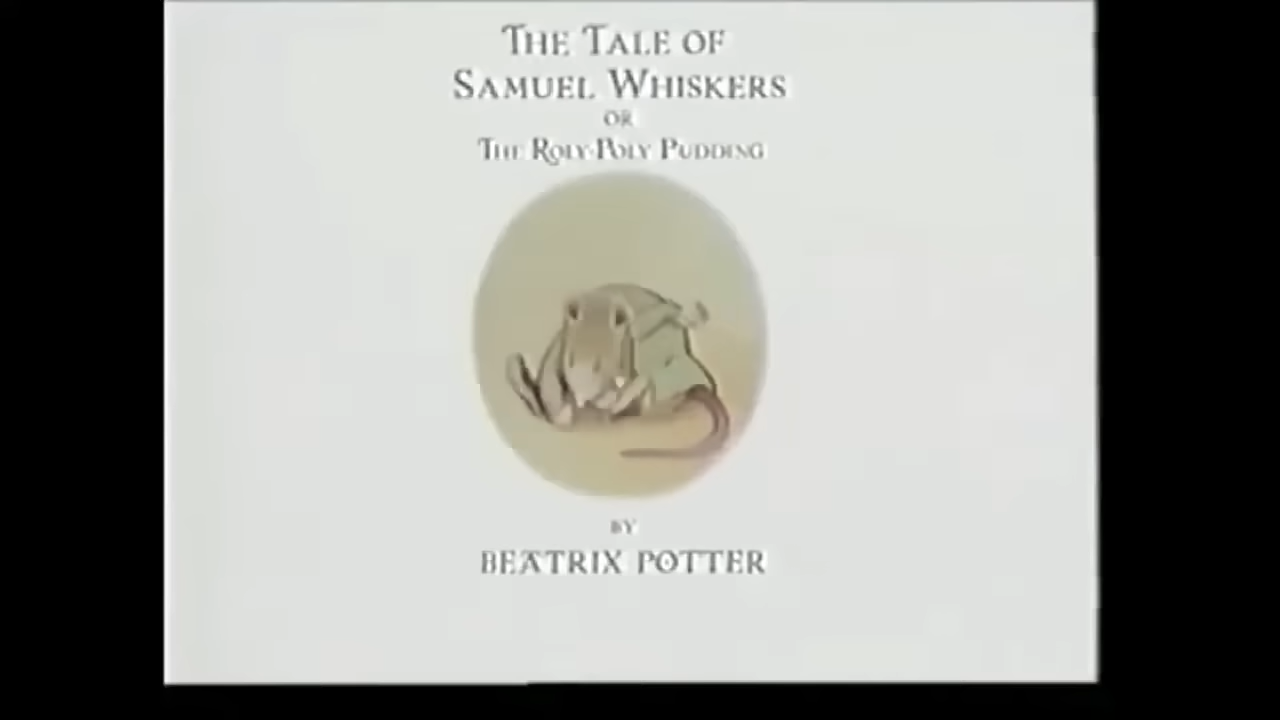 THE TALE OF
SAMUEL WHISKERS
OR
THE ROLY-POLY PUDDING
BY
BEATRIX POTTER